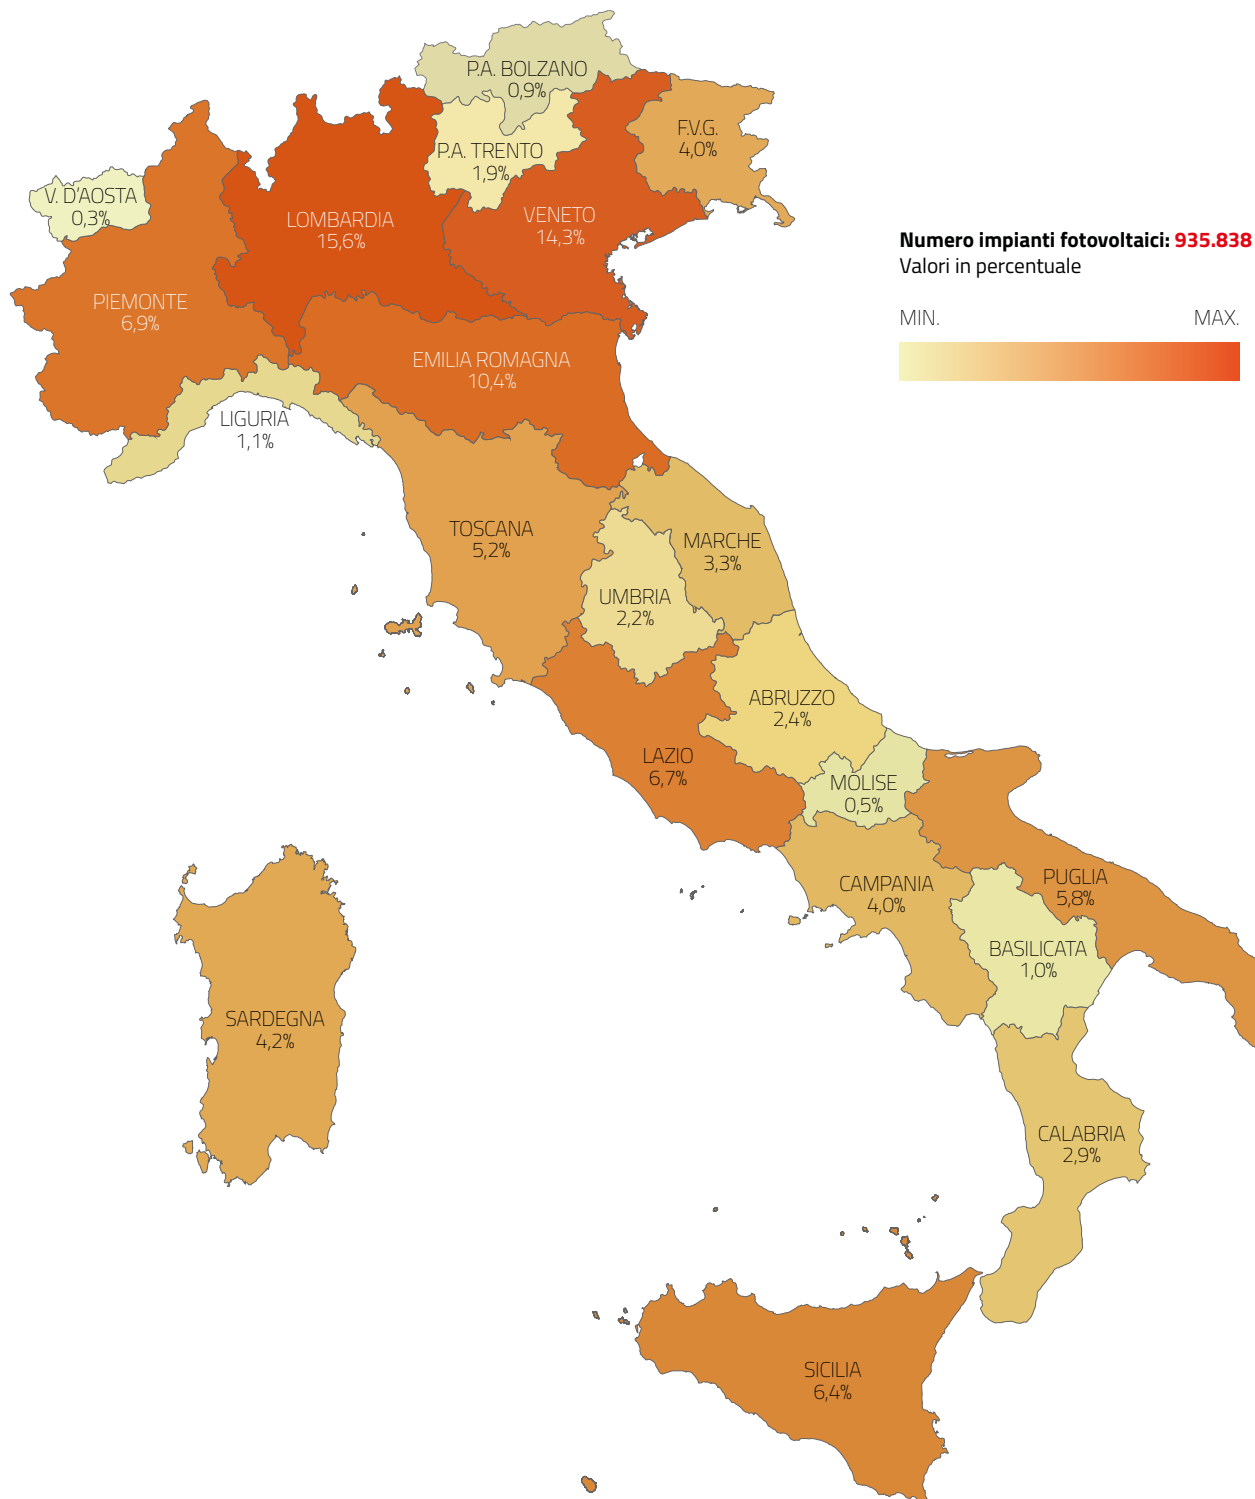 P.A. BOLZANO
0,9%
F.V.G.
4,0%
P.A. TRENTO
1,9%
V. D'AOSTA
0,3%
LOMBARDIA
15,6%
VENETO
14,3%
Numero impianti fotovoltaici: 935.838
Valori in percentuale
MIN.
MAX.
PIEMONTE
6,9%
EMILIA ROMAGNA
10,4%
LIGURIA
1,1%
TOSCANA
5,2%
MARCHE
3,3%
UMBRIA
2,2%
ABRUZZO
2,4%
LAZIO
6,7%
MOLISE
0,5%
CAMPANIA
4,0%
PUGLIA
5,8%
BASILICATA
1,0%
SARDEGNA
4,2%
CALABRIA
2,9%
SICILIA
6,4%